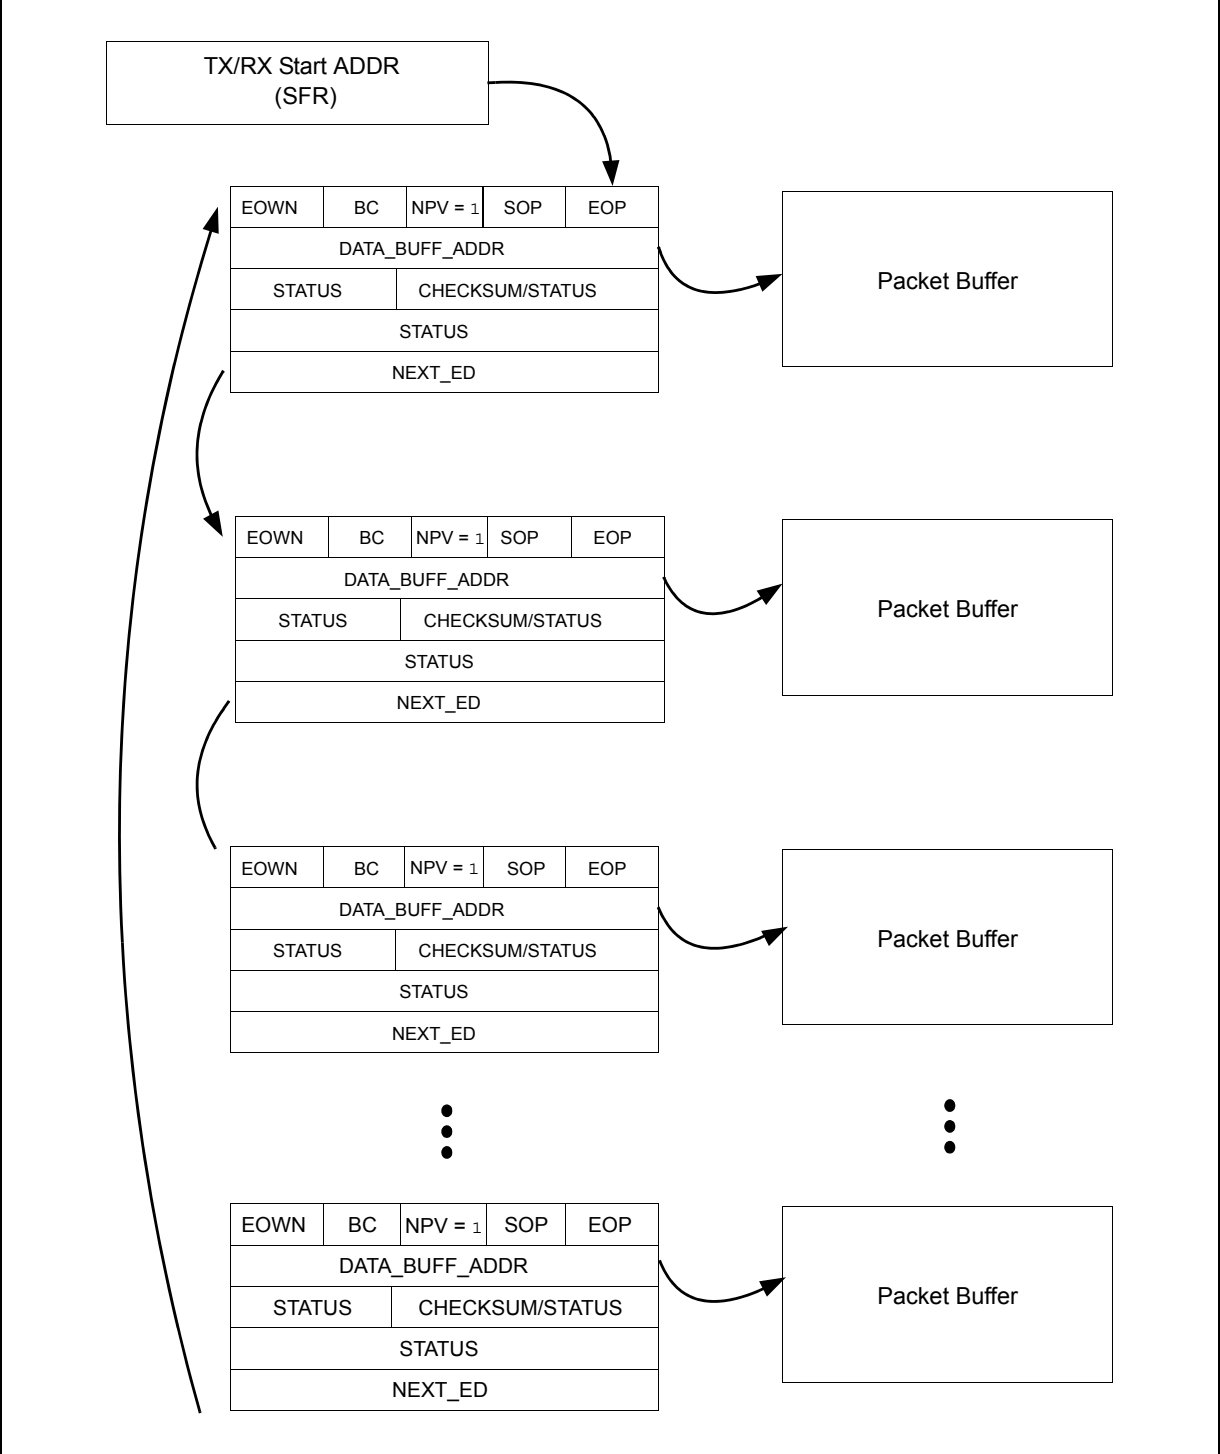 TX/RX Start ADDR
(SFR)
EOWN BC NPV = 1 SOP EOP
DATA_BUFF_ADDR
STATUS CHECKSUM/STATUS
STATUS
NEXT_ED
Packet Buffer
EOWN BC NPV = 1 SOP EOP
DATA_BUFF_ADDR
STATUS CHECKSUM/STATUS
STATUS
NEXT_ED
Packet Buffer
EOWN BC NPV = 1 SOP EOP
DATA_BUFF_ADDR
STATUS CHECKSUM/STATUS
STATUS
NEXT_ED
Packet Buffer
EOWN BC NPV = 1 SOP EOP
DATA_BUFF_ADDR
STATUS CHECKSUM/STATUS
STATUS
NEXT_ED
Packet Buffer